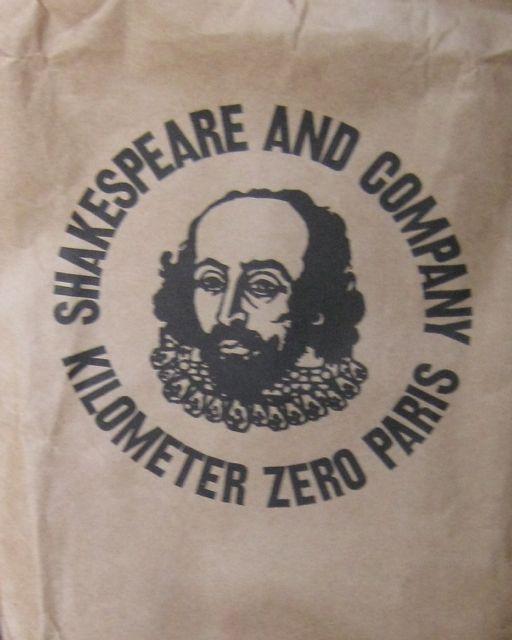 SHAKESPEARE AND COMPANY
KILOMETER ZERO PARIS